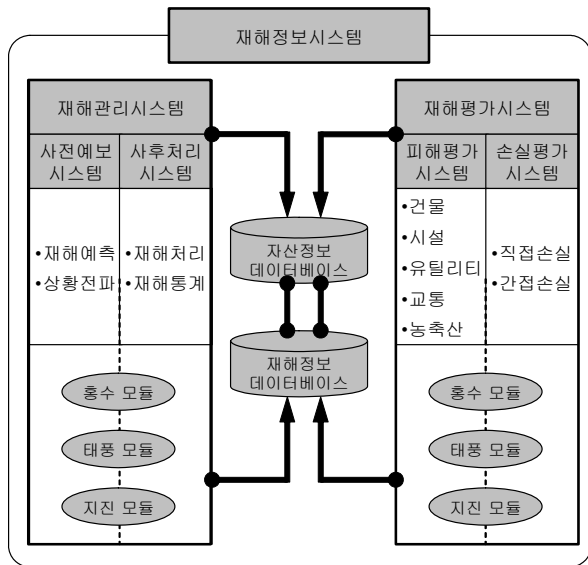 재해정보시스템
재해관리시스템
사전예보
시스템
사후처리
시스템
•재해예측
•상황전파
•재해처리
•재해통계
홍수 모듈
태풍 모듈
지진 모듈
자산정보
데이터베이스
재해정보
데이터베이스
재해평가시스템
피해평가
시스템
손실평가
시스템
•건물
•시설
•유틸리티
•교통
•농축산
•직접손실
•간접손실
홍수 모듈
태풍 모듈
지진 모듈